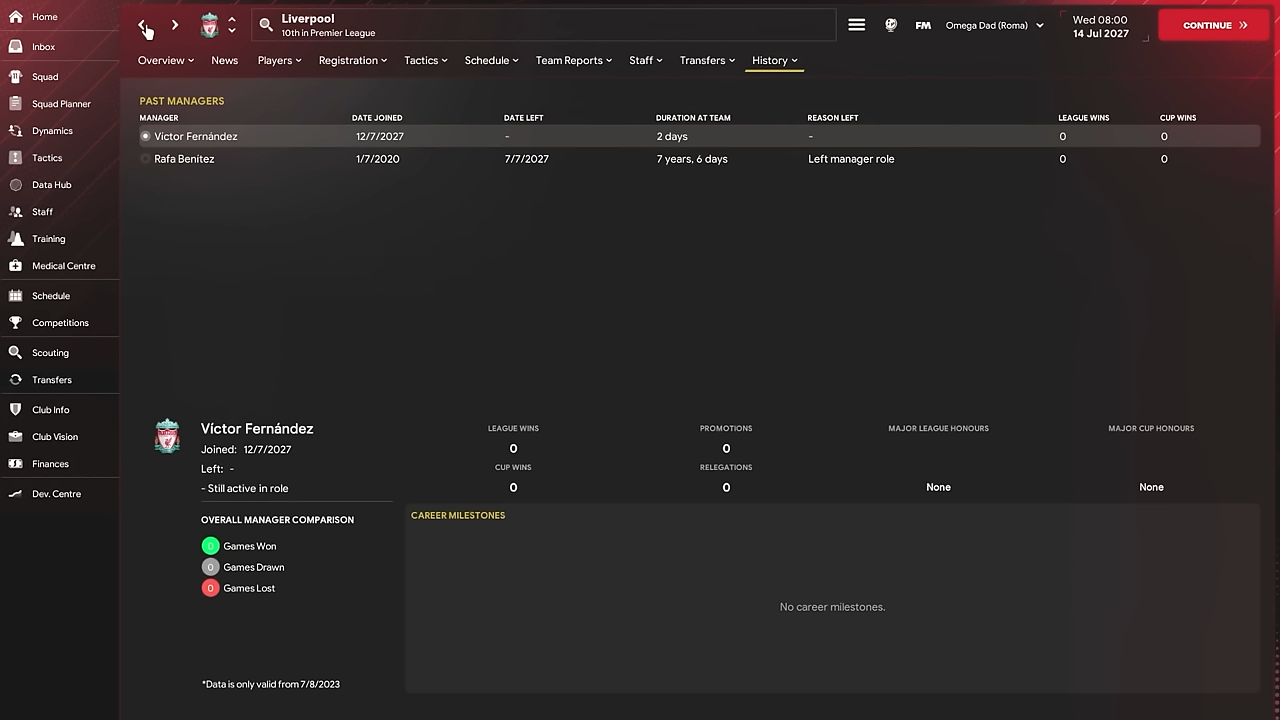 Home
Inbox
Squad
Squad Planner
Dynamics
Tactics
Data Hub
Staff
Training
Medical Centre
Schedule
Competitions
Scouting
Transfers
Club Info
Club Vision
Finances
Dev. Centre
Liverpool
10th in Premier League
FM
Omega Dad (Roma)
Wed 08:00
14 Jul 2027
CONTINUE
Overview News Players Registration Tactics Schedule Team Reports Staff Transfers History
PAST MANAGERS
MANAGER DATE JOINED DATE LEFT DURATION AT TEAM REASON LEFT LEAGUE WINS CUP WINS
Víctor Fernández 12/7/2027 - 2 days - 0 0
Rafa Benítez 1/7/2020 7/7/2027 7 years, 6 days Left manager role 0 0
Víctor Fernández
Joined: 12/7/2027
Left: -
- Still active in role
LEAGUE WINS PROMOTIONS MAJOR LEAGUE HONOURS MAJOR CUP HONOURS
0 0
CUP WINS RELEGATIONS
0 0 None None
OVERALL MANAGER COMPARISON
0 Games Won
0 Games Drawn
0 Games Lost
*Data is only valid from 7/8/2023
CAREER MILESTONES
No career milestones.